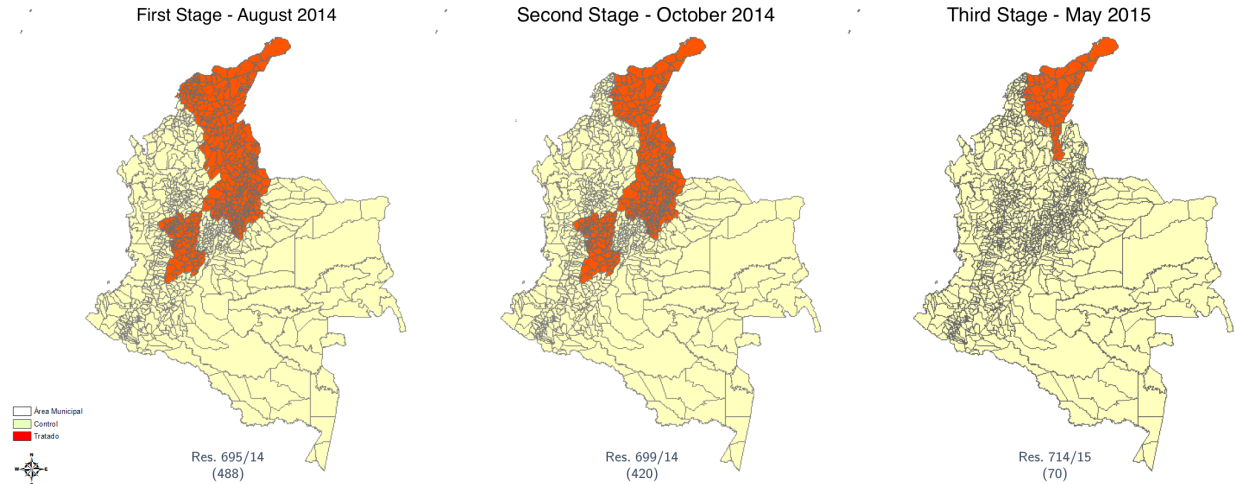 First Stage - August 2014
Second Stage - October 2014
Third Stage - May 2015
Área Municipal
Control
Tratado
Res. 695/14
(488)
Res. 699/14
(420)
Res. 714/15
(70)